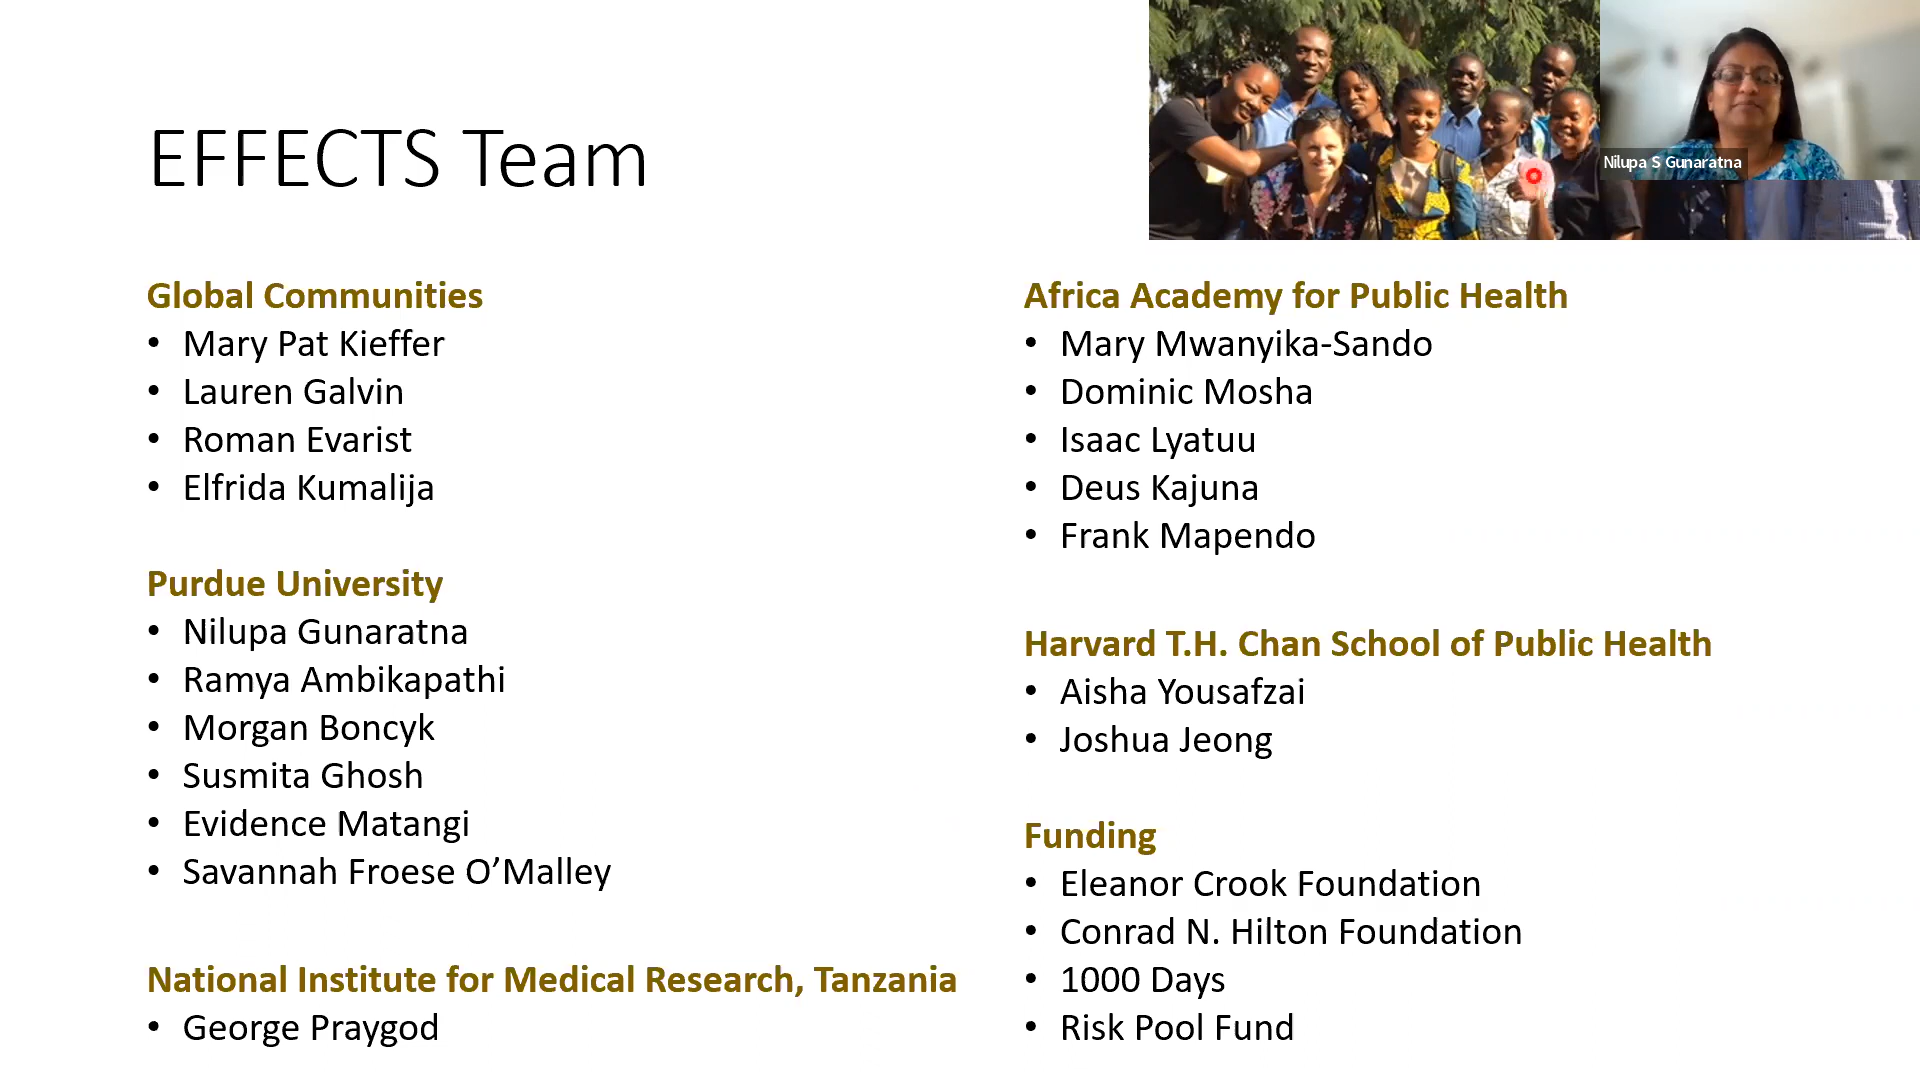 EFFECTS Team
Nilupa S Gunaratna
Global Communities
• Mary Pat Kieffer
• Lauren Galvin
• Roman Evarist
• Elfrida Kumalija
Purdue University
• Nilupa Gunaratna
• Ramya Ambikapathi
• Morgan Boncyk
• Susmita Ghosh
• Evidence Matangi
• Savannah Froese O’Malley
National Institute for Medical Research, Tanzania
• George Praygod
Africa Academy for Public Health
• Mary Mwanyika-Sando
• Dominic Mosha
• Isaac Lyatuu
• Deus Kajuna
• Frank Mapendo
Harvard T.H. Chan School of Public Health
• Aisha Yousafzai
• Joshua Jeong
Funding
• Eleanor Crook Foundation
• Conrad N. Hilton Foundation
• 1000 Days
• Risk Pool Fund